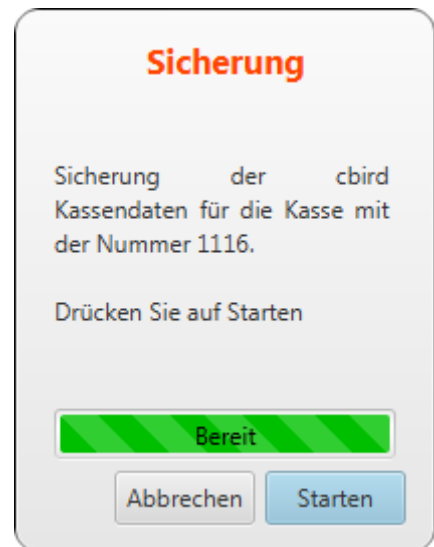 Sicherung
Sicherung der cbird
Kassendaten für die Kasse mit
der Nummer 1116.
Drücken Sie auf Starten
Bereit
Abbrechen Starten